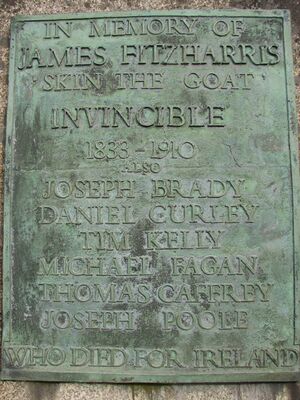 IN MEMORY OF
JAMES FITZHARRIS
SKIN THE GOAT
INVINCIBLE
1833-1910
ALSO
JOSEPH BRADY
DANIEL CURLEY
TIM KELLY
MICHAEL FAGAN
THOMAS CAFFREY
JOSEPH POOLE
WHO DIED FOR IRELAND